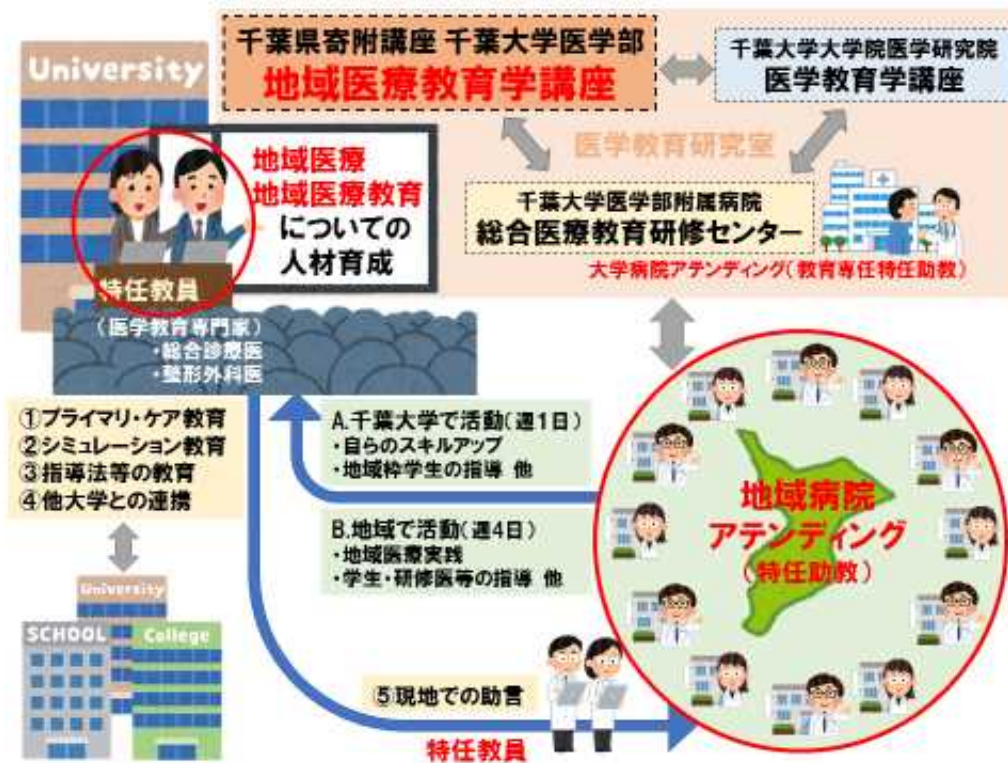 千葉県寄附講座 千葉大学医学部
地域医療教育学講座
千葉大学大学院医学研究院
医学教育学講座
University
医学教育研究室
地域医療
地域医療教育
についての
人材育成
千葉大学医学部附属病院
総合医療教育研修センター
大学病院アテンディング(教育専任特任助教)
特任教員
(医学教育専門家)
・総合診療医
・整形外科医
①プライマリ・ケア教育
②シミュレーション教育
③指導法等の教育
④他大学との連携
A.千葉大学で活動(週1日)
・自らのスキルアップ
・地域枠学生の指導 他
B.地域で活動(週4日)
・地域医療実践
・学生・研修医等の指導 他
地域病院
アテンディング
(特任助教)
University
SCHOOL
College
⑤現地での助言
特任教員